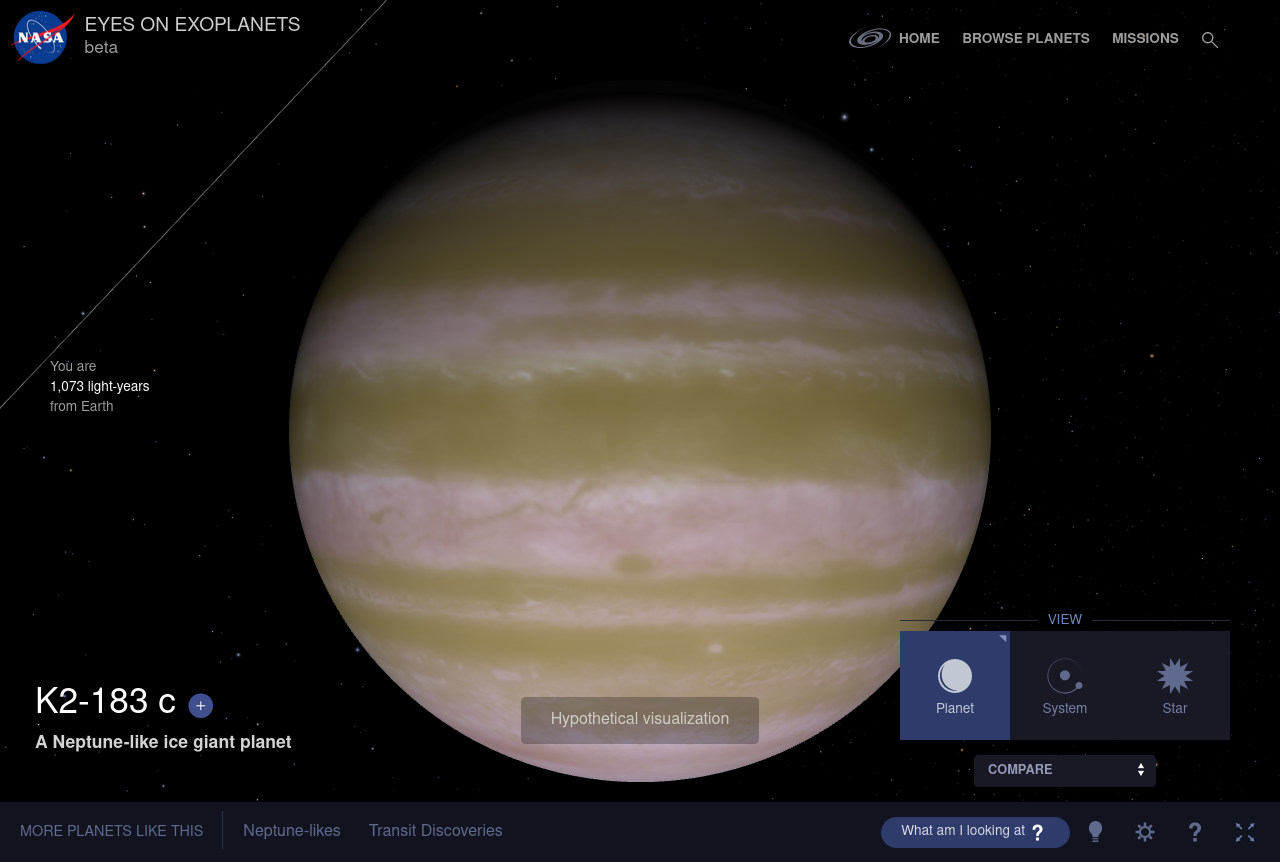 NASA
EYES ON EXOPLANETS
beta
HOME
BROWSE PLANETS
MISSIONS
You are
1,073 light-years
from Earth
VIEW
Planet
System
Star
K2-183 c +
A Neptune-like ice giant planet
Hypothetical visualization
COMPARE
MORE PLANETS LIKE THIS
Neptune-likes
Transit Discoveries
What am I looking at ?
?